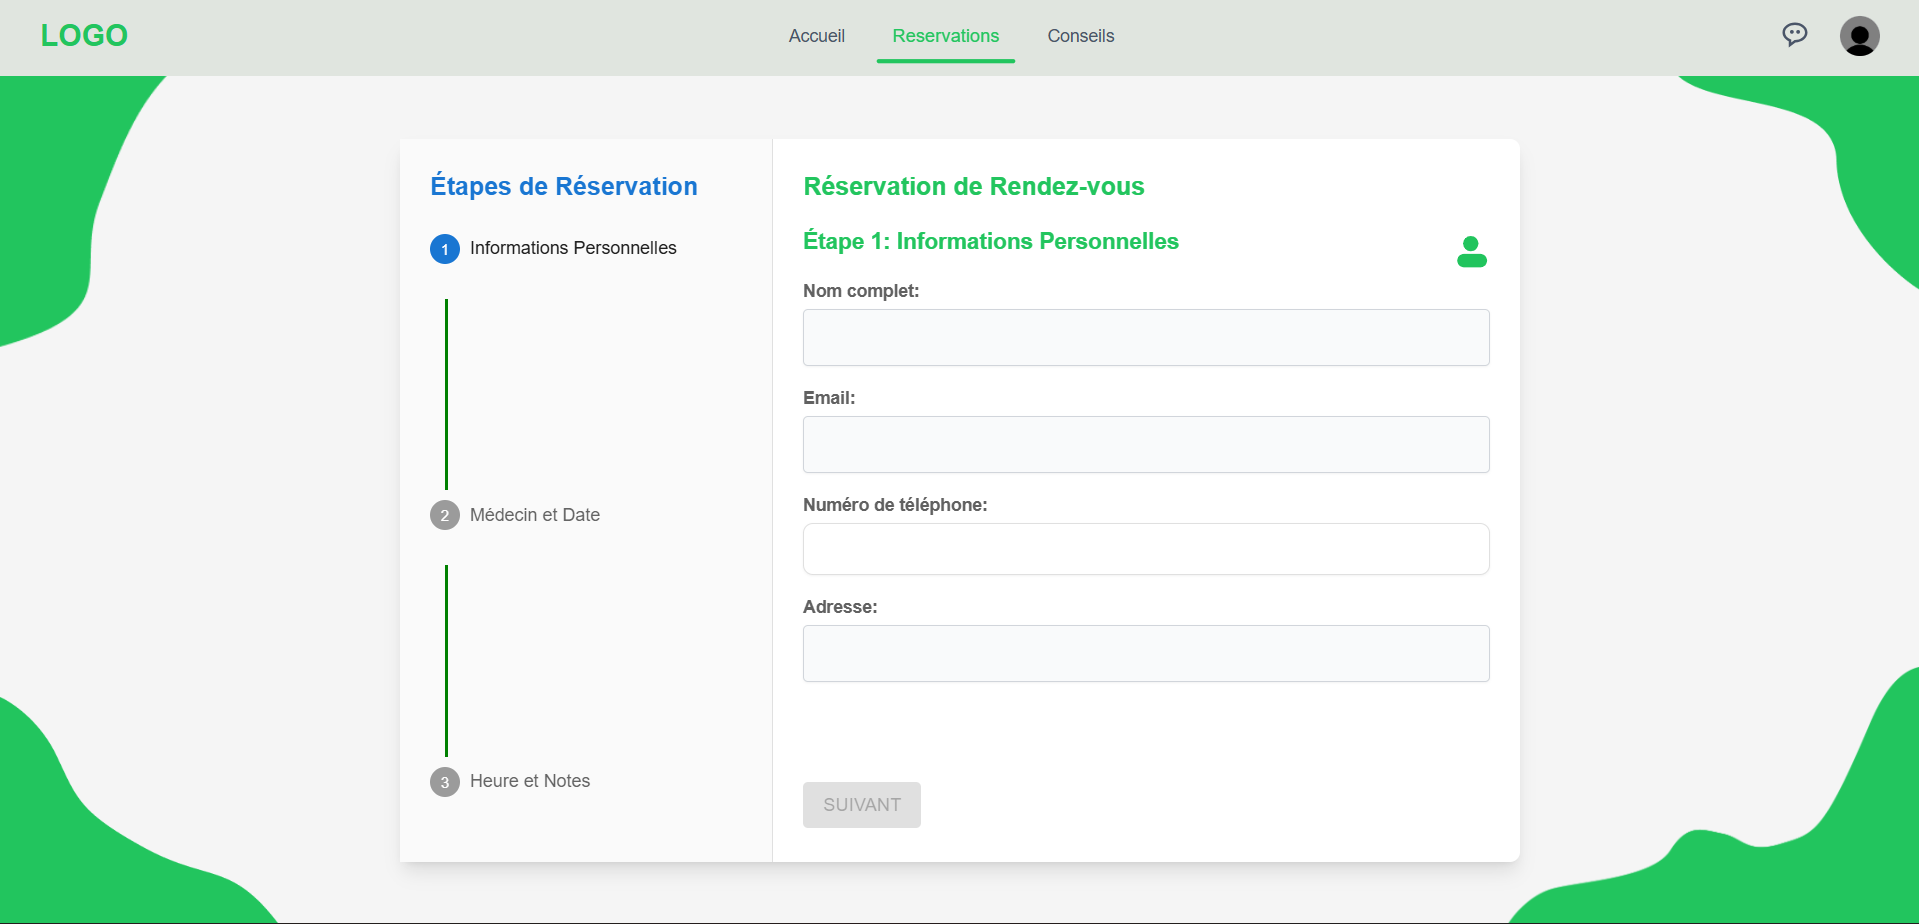 LOGO
Accueil
Reservations
Conseils
Étapes de Réservation
1 Informations Personnelles
2 Médecin et Date
3 Heure et Notes
Réservation de Rendez-vous
Étape 1: Informations Personnelles
Nom complet:
Email:
Numéro de téléphone:
Adresse:
SUIVANT